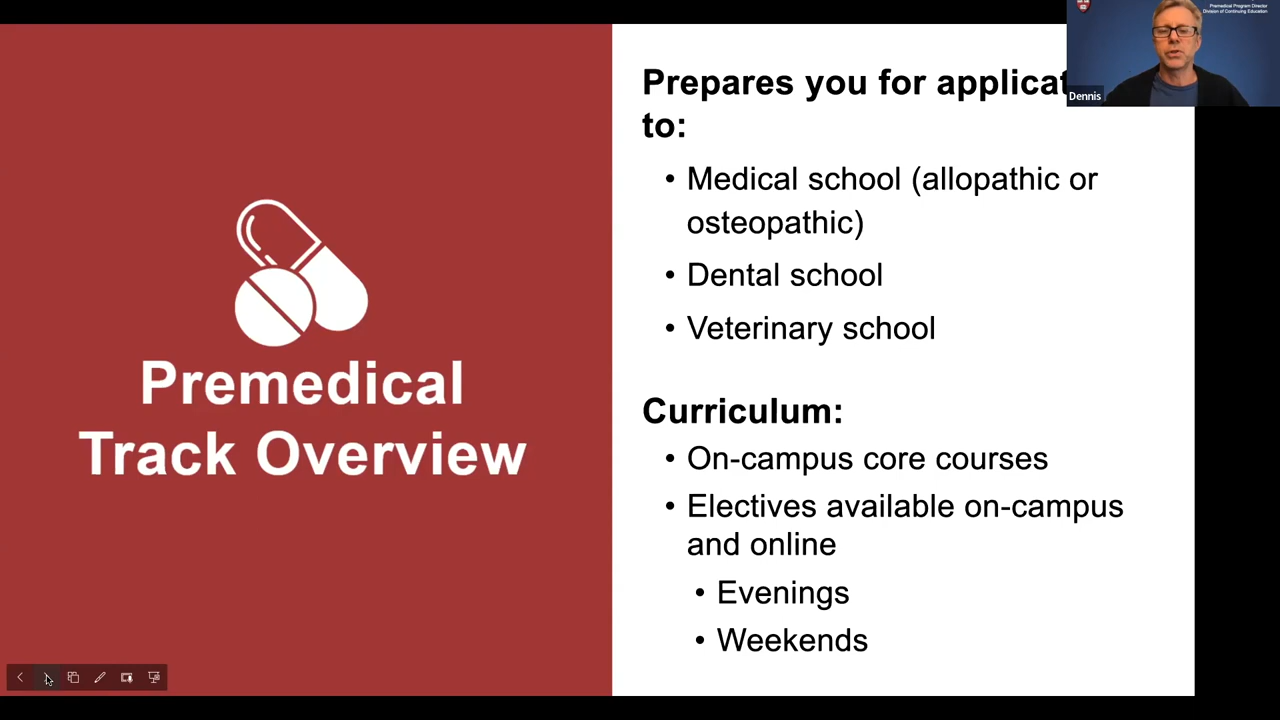 Premedical Program Director
Division of Continuing Education
Dennis
Prepares you for applicat
to:
• Medical school (allopathic or
osteopathic)
• Dental school
• Veterinary school
Premedical
Track Overview
Curriculum:
• On-campus core courses
• Electives available on-campus
and online
• Evenings
• Weekends